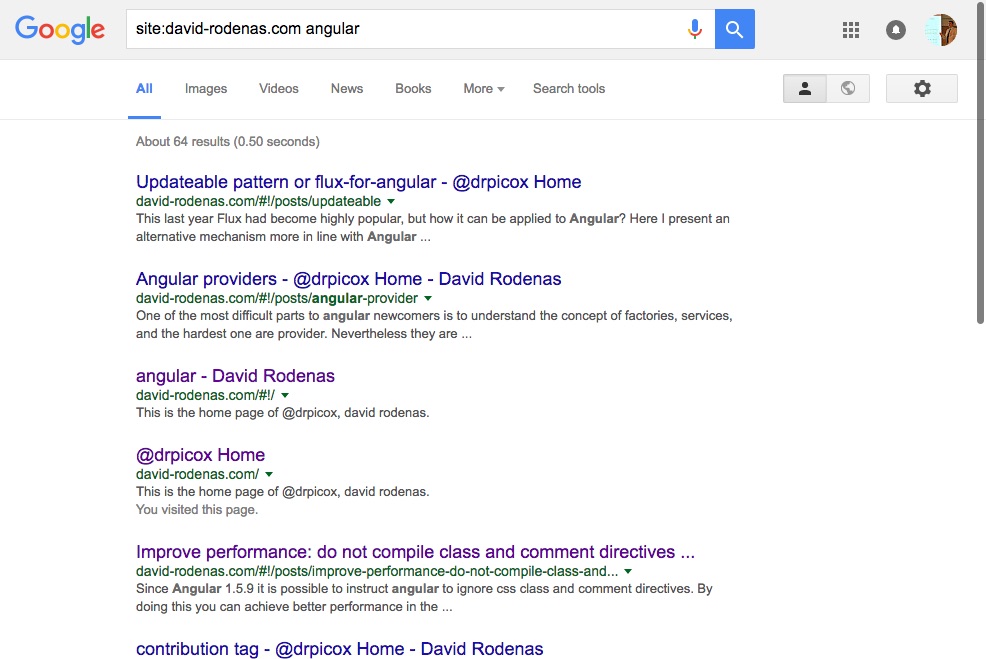 Google
site:david-rodenas.com angular
All Images Videos News Books More Search tools
About 64 results (0.50 seconds)
Updateable pattern or flux-for-angular - @drpicox Home
david-rodenas.com/#!/posts/updateable
This last year Flux had become highly popular, but how it can be applied to Angular? Here I present an
alternative mechanism more in line with Angular ...
Angular providers - @drpicox Home - David Rodenas
david-rodenas.com/#!/posts/angular-provider
One of the most difficult parts to angular newcomers is to understand the concept of factories, services,
and the hardest one are provider. Nevertheless they are ...
angular - David Rodenas
david-rodenas.com/#!/
This is the home page of @drpicox, david rodenas.
@drpicox Home
david-rodenas.com/
This is the home page of @drpicox, david rodenas.
You visited this page.
Improve performance: do not compile class and comment directives ...
david-rodenas.com/#!/posts/improve-performance-do-not-compile-class-and...
Since Angular 1.5.9 it is possible to instruct angular to ignore css class and comment directives. By
doing this you can achieve better performance in the ...
contribution tag - @drpicox Home - David Rodenas